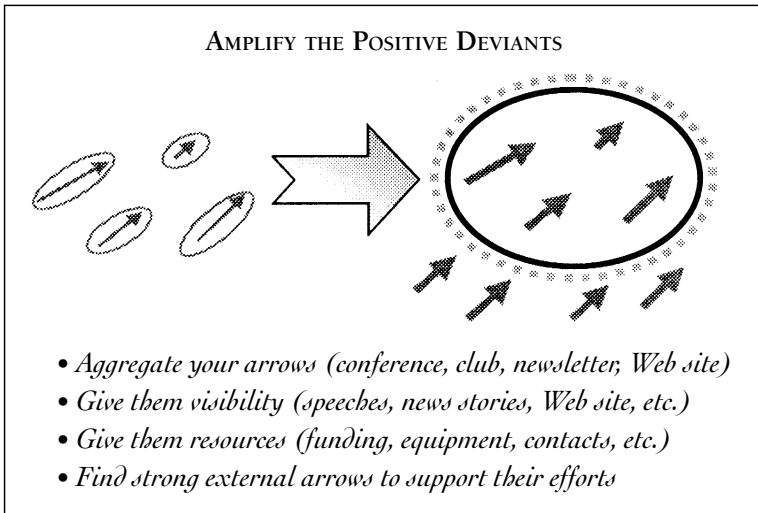 AMPLIFY THE POSITIVE DEVIANTS
• Aggregate your arrows (conference, club, newsletter, Web site)
• Give them visibility (speeches, news stories, Web site, etc.)
• Give them resources (funding, equipment, contacts, etc.)
• Find strong external arrows to support their efforts